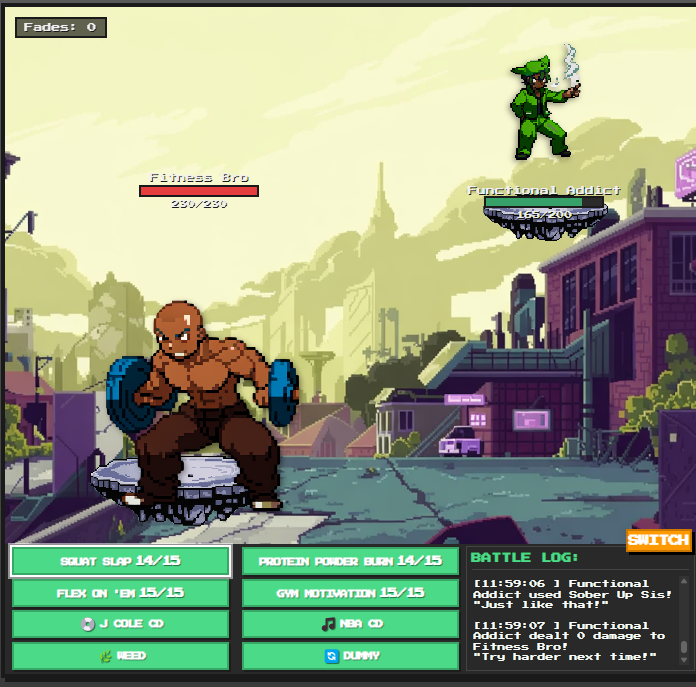 Fades: 0
Fitness Bro
230/230
Functional Addict
165/200
SWITCH
SQUAT SLAP 14/15
PROTEIN POWDER BURN 14/15
FLEX ON 'EM 15/15
GYM MOTIVATION 15/15
J COLE CD
NBA CD
WEED
DUMMY
BATTLE LOG:
[11:59:06 ] Functional
Addict used Sober Up Sis!
"Just like that!"
[11:59:07 ] Functional
Addict dealt 0 damage to
Fitness Bro!
"Try harder next time!"